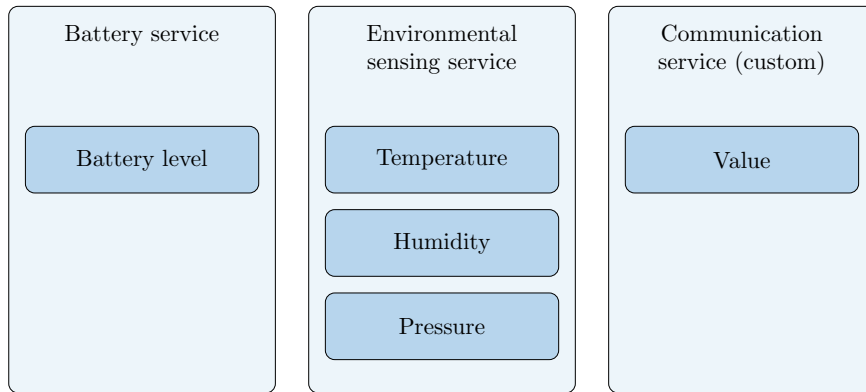 Battery service
Battery level
Environmental
sensing service
Temperature
Humidity
Pressure
Communication
service (custom)
Value